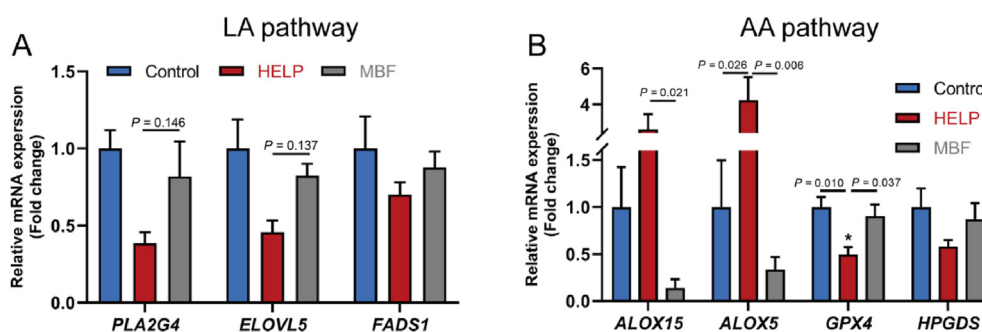 LA pathway
A
Control HELP MBF
Relative mRNA experssion
(Fold change)
1.5
1.0
0.5
0.0
P = 0.146
P = 0.137
PLA2G4 ELOVL5 FADS1
AA pathway
B
Control
HELP
MBF
Relative mRNA experssion
(Fold change)
6
4
1.5
1.0
0.5
0.0
P = 0.021
P = 0.026 P = 0.006
P = 0.010 P = 0.037
*
ALOX15 ALOX5 GPX4 HPGDS